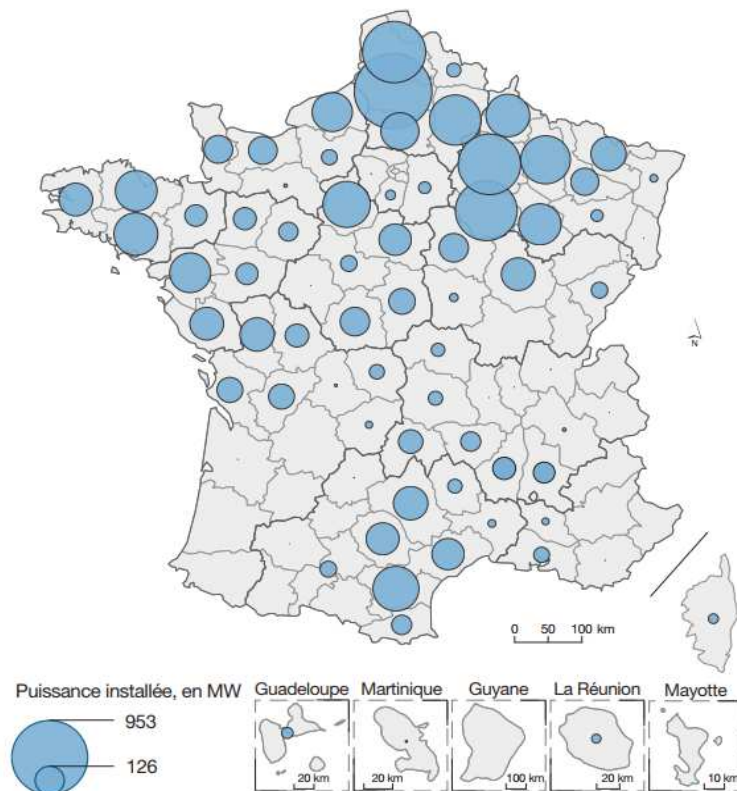 N
0 50 100 km
Puissance installée, en MW
953
126
Guadeloupe
20 km
Martinique
20 km
Guyane
100 km
La Réunion
20 km
Mayotte
10 km